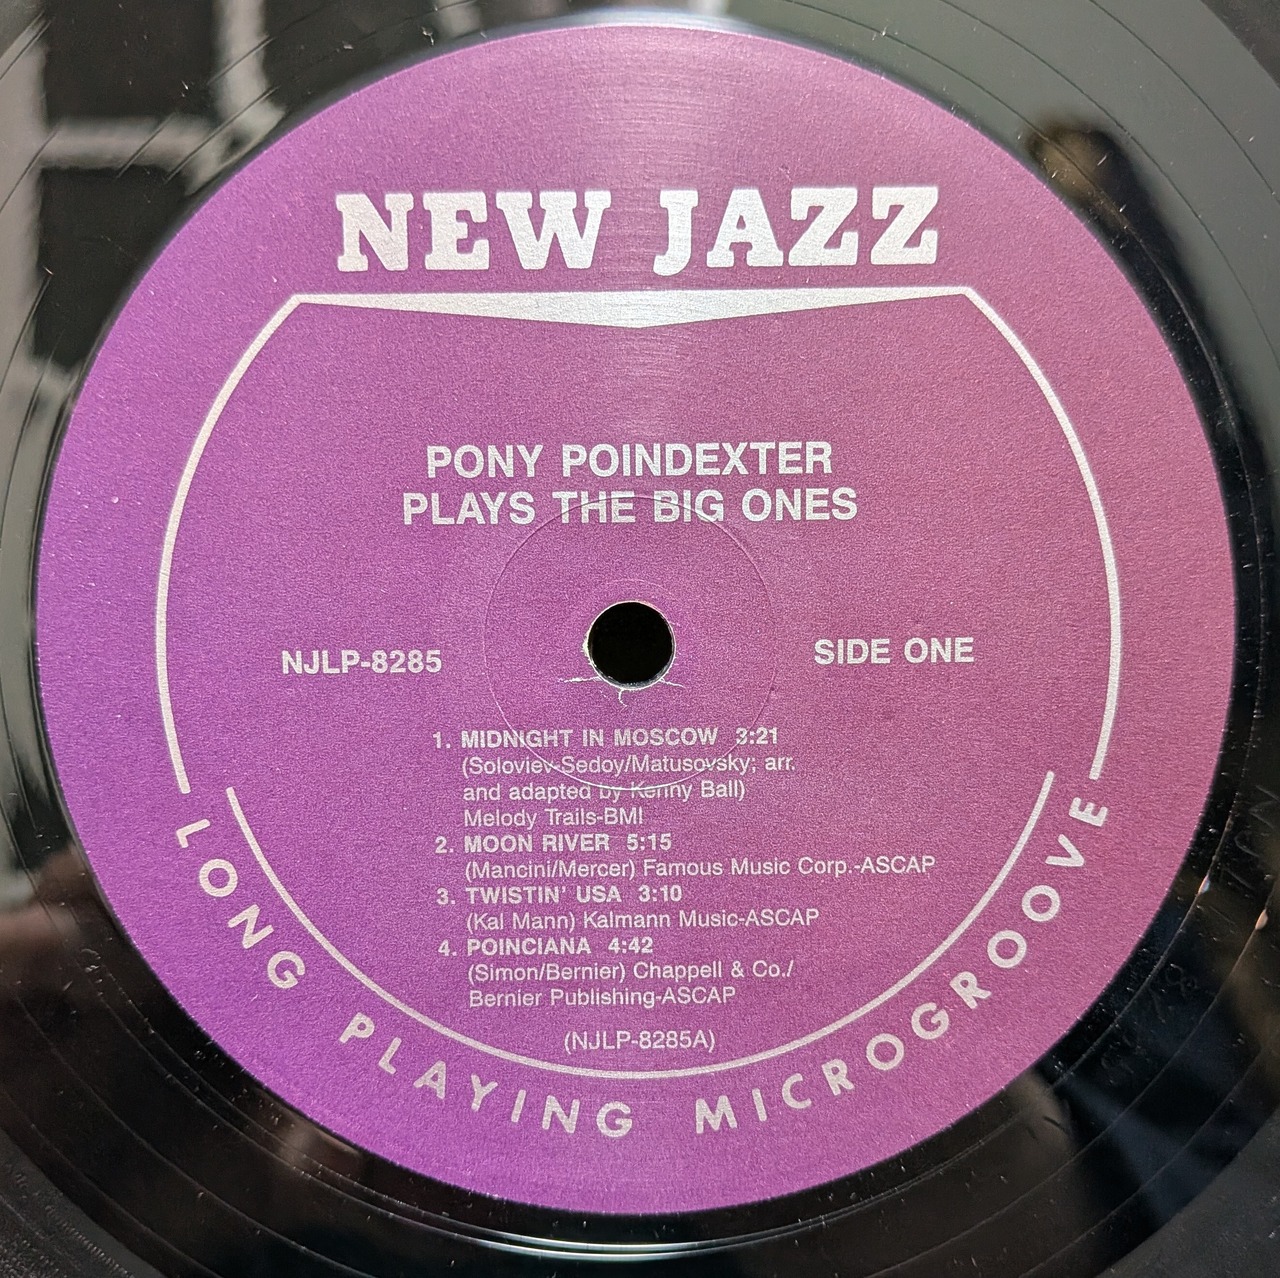 NEW JAZZ
PONY POINDEXTER
PLAYS THE BIG ONES
NJLP-8285
SIDE ONE
1. MIDNIGHT IN MOSCOW 3:21
(Soloviev-Sedoy/Matusovsky; arr.
and adapted by Kenny Ball)
Melody Trails-BMI
2. MOON RIVER 5:15
(Mancini/Mercer) Famous Music Corp.-ASCAP
3. TWISTIN' USA 3:10
(Kal Mann) Kalmann Music-ASCAP
4. POINCIANA 4:42
(Simon/Bernier) Chappell & Co./
Bernier Publishing-ASCAP
(NJLP-8285A)
LONG PLAYING MICROGROOVE